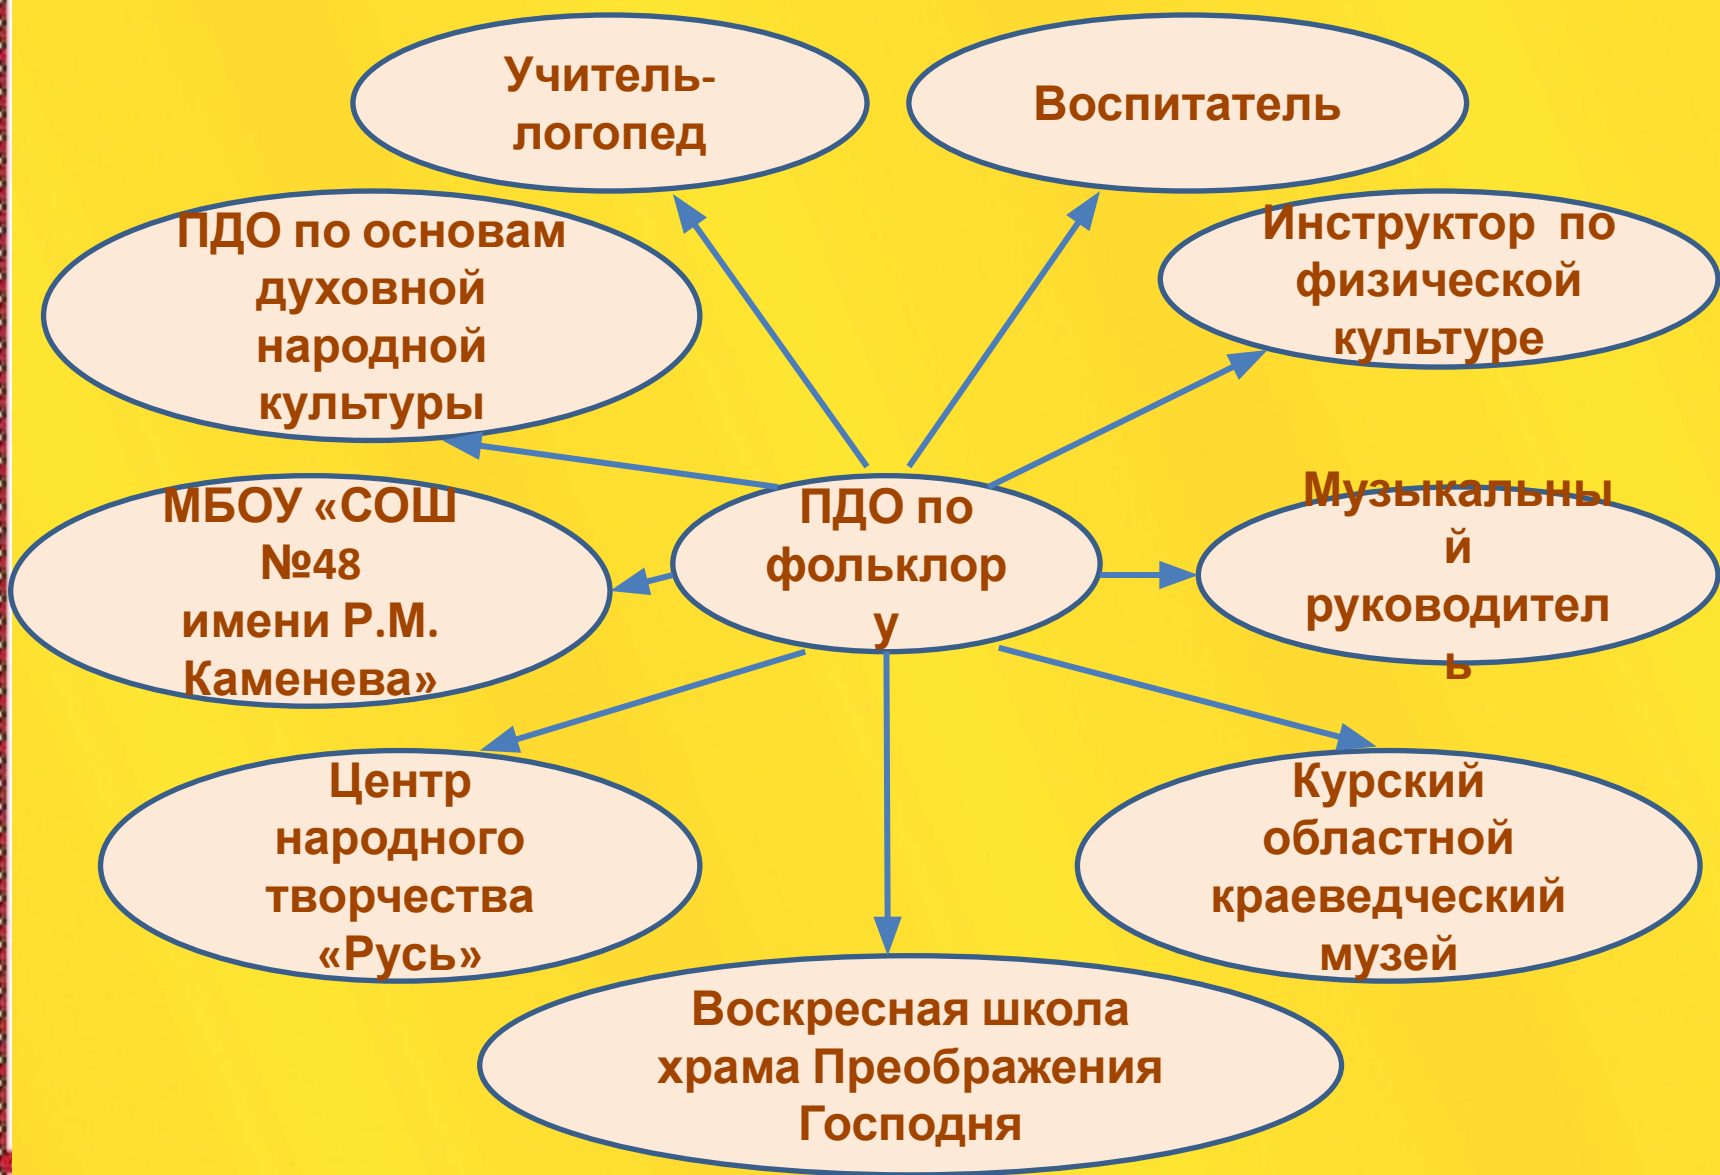 Учитель-
логопед
Воспитатель
ПДО по основам
духовной
народной
культуры
Инструктор по
физической
культуре
МБОУ «СОШ
№48
имени Р.М.
Каменева»
ПДО по
фольклор
у
Музыкальны
й
руководител
ь
Центр
народного
творчества
«Русь»
Курский
областной
краеведческий
музей
Воскресная школа
храма Преображения
Господня